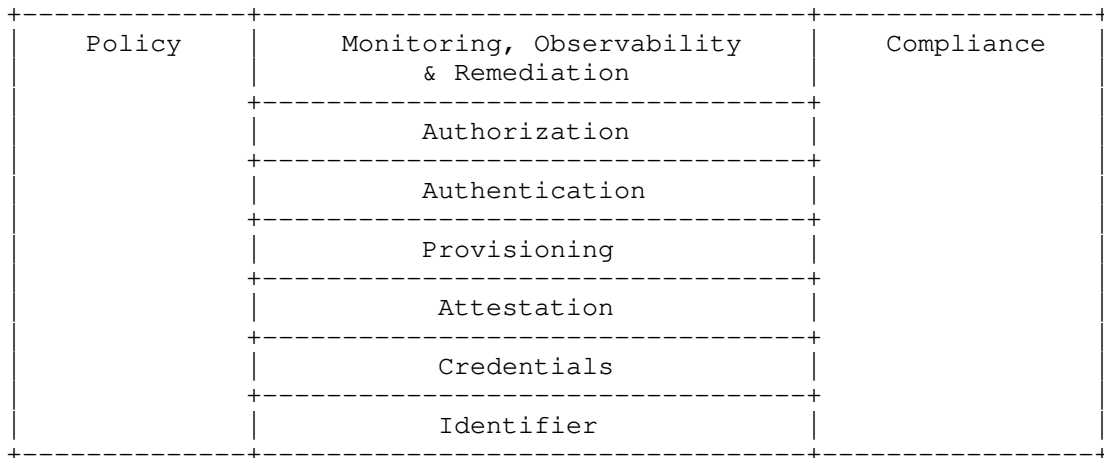 Policy Monitoring, Observability Compliance
& Remediation
Authorization
Authentication
Provisioning
Attestation
Credentials
Identifier